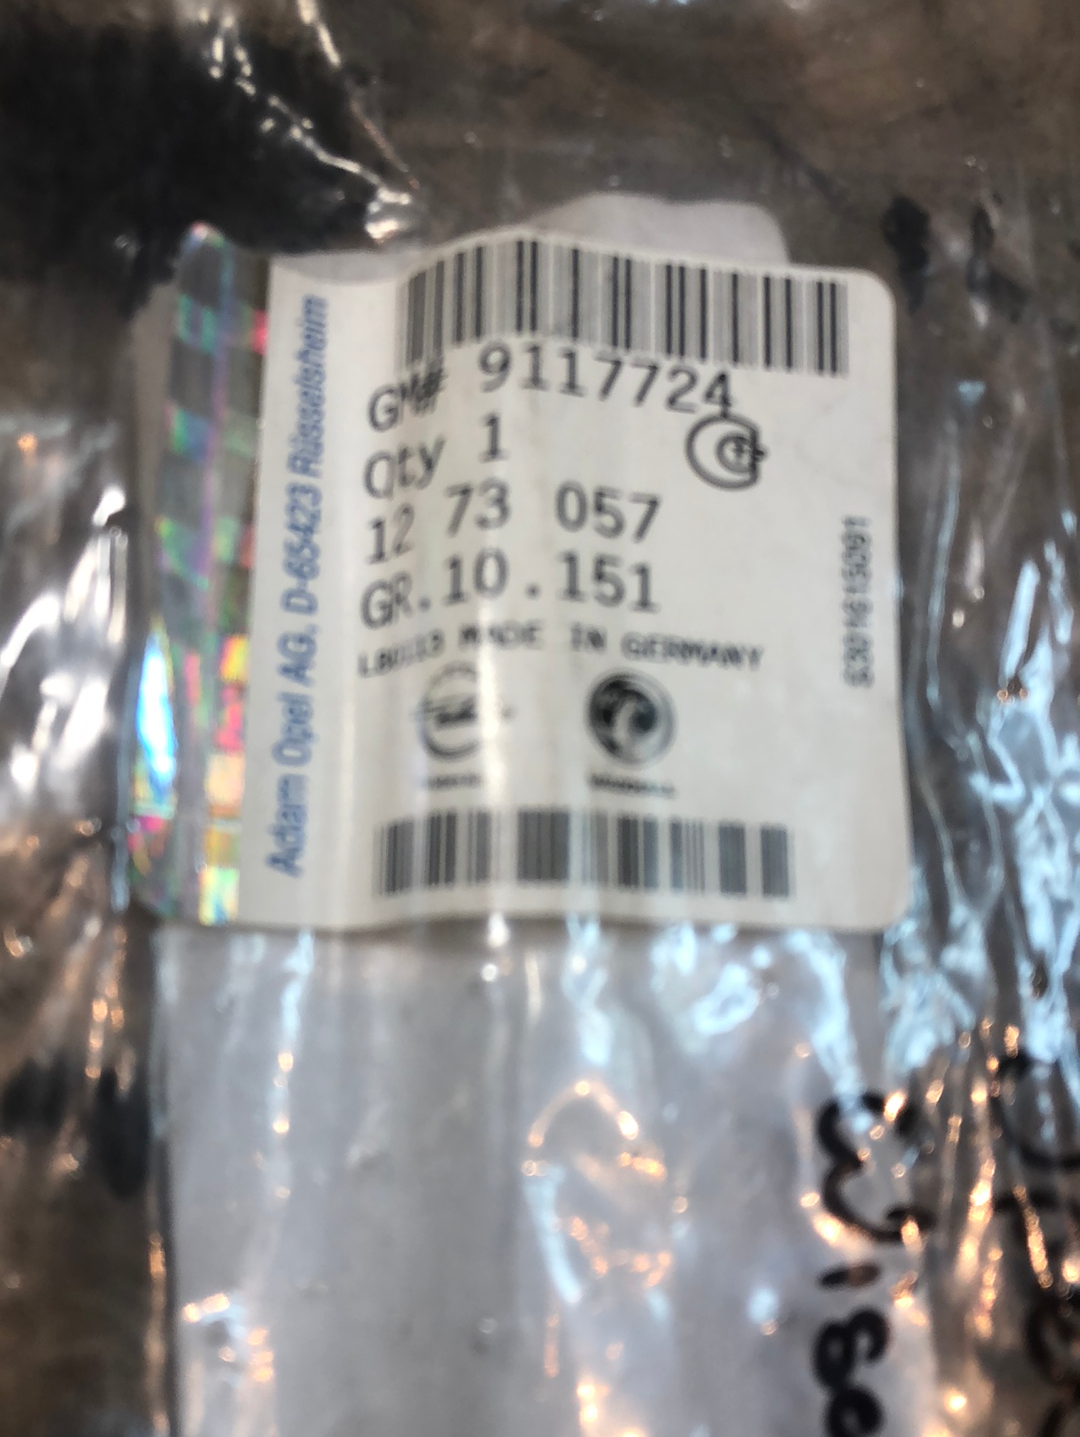 Adam Opel AG, D-65423 Rüsselsheim
GM# 9117724
Qty 1
12 73 057
GR.10.151
MADE IN GERMANY